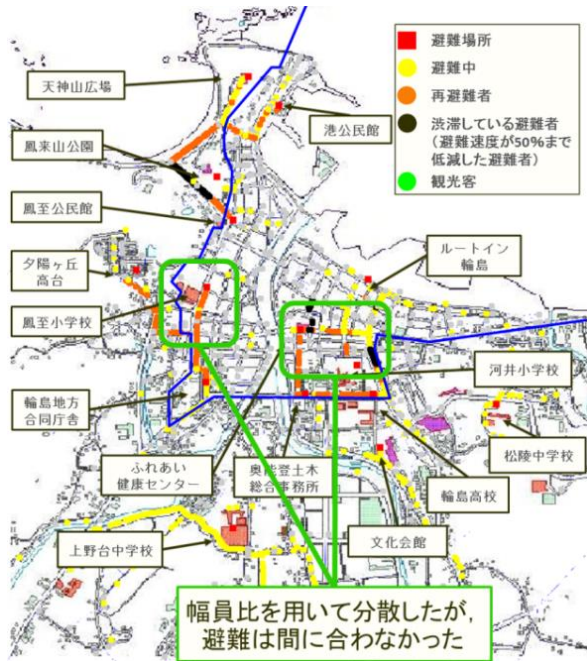 避難場所
避難中
再避難者
渋滞している避難者
(避難速度が50%まで
低減した避難者)
観光客
天神山広場
港公民館
鳳来山公園
鳳至公民館
夕陽ヶ丘
高台
ルートイン
輪島
鳳至小学校
河井小学校
輪島地方
合同庁舎
松陵中学校
ふれあい
健康センター
奥能登土木
総合事務所
輪島高校
上野台中学校
文化会館
幅員比を用いて分散したが,
避難は間に合わなかった